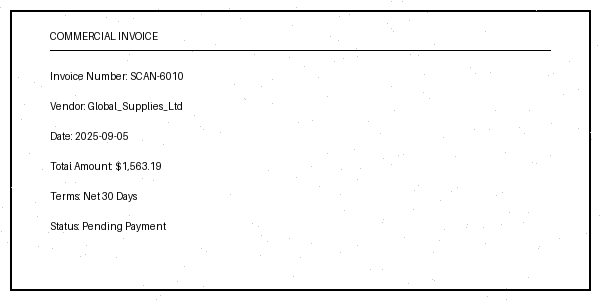 COMMERCIAL INVOICE
Invoice Number: SCAN-6010
Vendor: Global_Supplies_Ltd
Date: 2025-09-05
Total Amount: $1,563.19
Terms: Net 30 Days
Status: Pending Payment